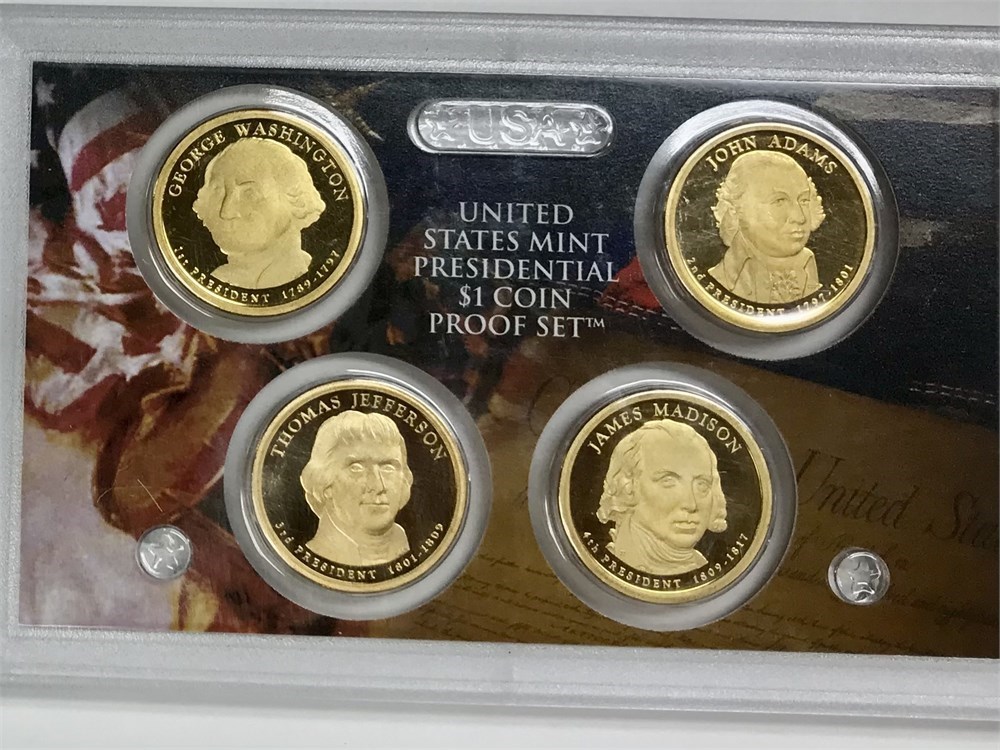 USA
GEORGE WASHINGTON
1st PRESIDENT 1789-1797
JOHN ADAMS
2nd PRESIDENT 1797-1801
UNITED
STATES MINT
PRESIDENTIAL
$1 COIN
PROOF SET™
THOMAS JEFFERSON
3rd PRESIDENT 1801-1809
JAMES MADISON
4th PRESIDENT 1809-1817
United Sta